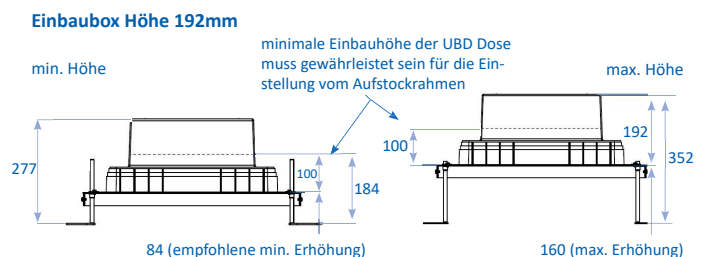 Einbaubox Höhe 192mm
minimale Einbauhöhe der UBD Dose
muss gewährleistet sein für die Ein-
stellung vom Aufstockrahmen
min. Höhe
max. Höhe
277
100
184
100
192
352
84 (empfohlene min. Erhöhung)
160 (max. Erhöhung)